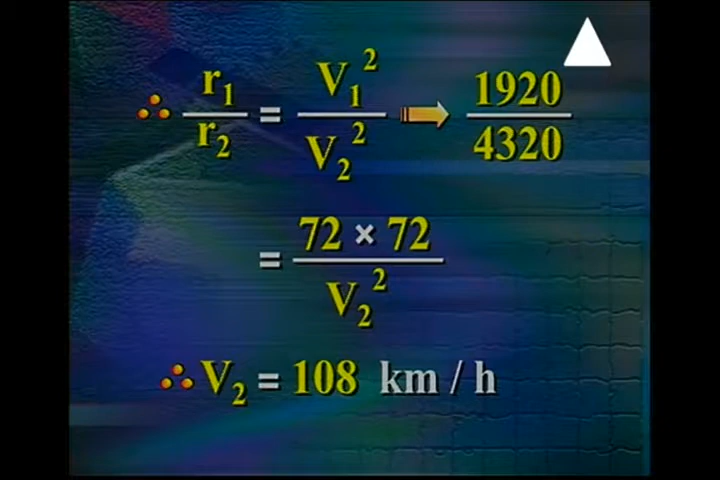 ∴ r₁ / r₂ = V₁² / V₂² ⇒ 1920 / 4320
= 72 × 72 / V₂²
∴ V₂ = 108 km / h